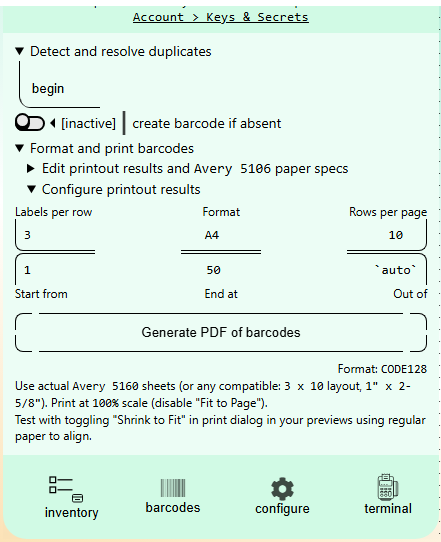 Account > Keys & Secrets
▼ Detect and resolve duplicates
begin
[inactive] create barcode if absent
▼ Format and print barcodes
▶ Edit printout results and Avery 5106 paper specs
▼ Configure printout results
Labels per row Format Rows per page
3 A4 10
1 50 `auto`
Start from End at Out of
Generate PDF of barcodes
Format: CODE128
Use actual Avery 5160 sheets (or any compatible: 3 x 10 layout, 1" x 2-
5/8"). Print at 100% scale (disable "Fit to Page").
Test with toggling "Shrink to Fit" in print dialog in your previews using regular
paper to align.
inventory barcodes configure terminal